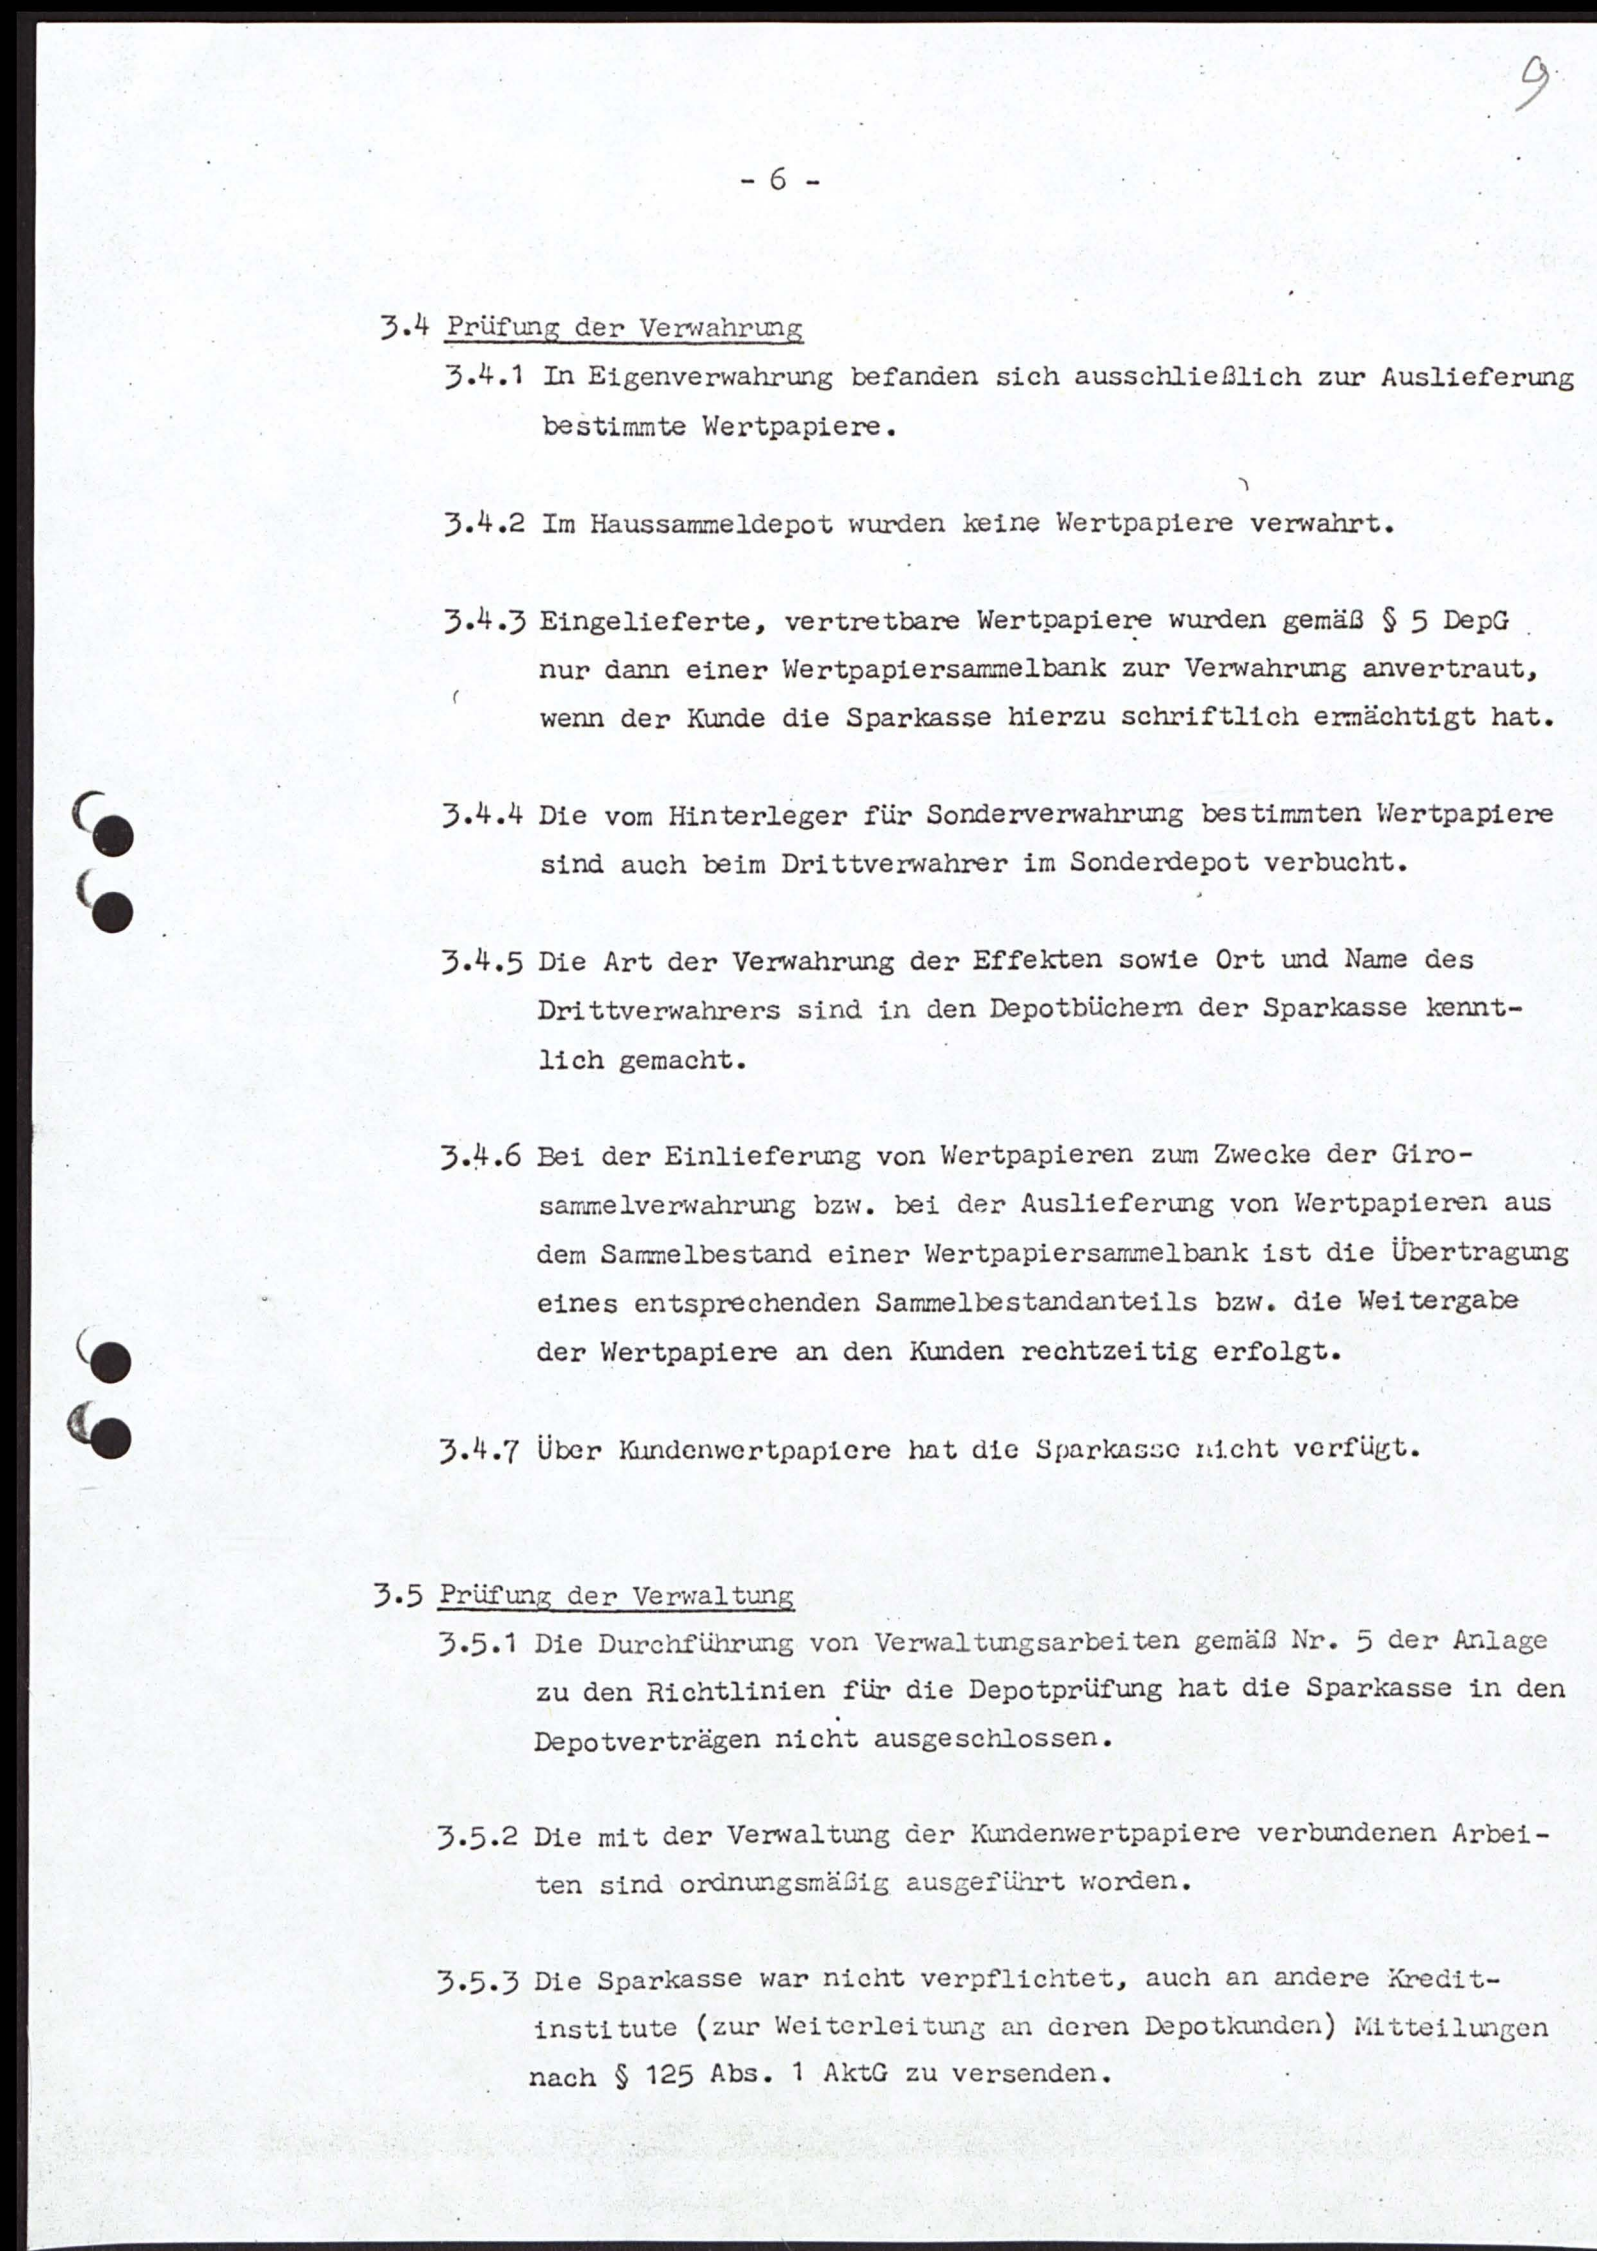 9
- 6 -
3.4 Prüfung der Verwahrung
3.4.1 In Eigenverwahrung befanden sich ausschließlich zur Auslieferung
bestimmte Wertpapiere.
3.4.2 Im Haussammeldepot wurden keine Wertpapiere verwahrt.
3.4.3 Eingelieferte, vertretbare Wertpapiere wurden gemäß § 5 DepG
nur dann einer Wertpapiersammelbank zur Verwahrung anvertraut,
wenn der Kunde die Sparkasse hierzu schriftlich ermächtigt hat.
3.4.4 Die vom Hinterleger für Sonderverwahrung bestimmten Wertpapiere
sind auch beim Drittverwahrer im Sonderdepot verbucht.
3.4.5 Die Art der Verwahrung der Effekten sowie Ort und Name des
Drittverwahrers sind in den Depotbüchern der Sparkasse kennt-
lich gemacht.
3.4.6 Bei der Einlieferung von Wertpapieren zum Zwecke der Giro-
sammelverwahrung bzw. bei der Auslieferung von Wertpapieren aus
dem Sammelbestand einer Wertpapiersammelbank ist die Übertragung
eines entsprechenden Sammelbestandanteils bzw. die Weitergabe
der Wertpapiere an den Kunden rechtzeitig erfolgt.
3.4.7 Über Kundenwertpapiere hat die Sparkasse nicht verfügt.
3.5 Prüfung der Verwaltung
3.5.1 Die Durchführung von Verwaltungsarbeiten gemäß Nr. 5 der Anlage
zu den Richtlinien für die Depotprüfung hat die Sparkasse in den
Depotverträgen nicht ausgeschlossen.
3.5.2 Die mit der Verwaltung der Kundenwertpapiere verbundenen Arbei-
ten sind ordnungsmäßig ausgeführt worden.
3.5.3 Die Sparkasse war nicht verpflichtet, auch an andere Kredit-
institute (zur Weiterleitung an deren Depotkunden) Mitteilungen
nach § 125 Abs. 1 AktG zu versenden.